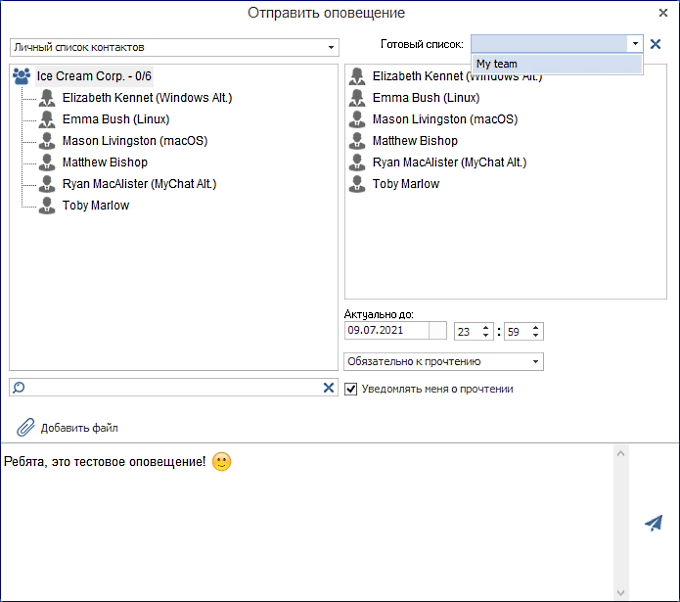 Отправить оповещение
Личный список контактов
Готовый список:
My team
Ice Cream Corp. - 0/6
Elizabeth Kennet (Windows Alt.)
Emma Bush (Linux)
Mason Livingston (macOS)
Matthew Bishop
Ryan MacAlister (MyChat Alt.)
Toby Marlow
Elizabeth Kennet (Windows Alt.)
Emma Bush (Linux)
Mason Livingston (macOS)
Matthew Bishop
Ryan MacAlister (MyChat Alt.)
Toby Marlow
Актуально до:
09.07.2021 23 : 59
Обязательно к прочтению
Уведомлять меня о прочтении
Добавить файл
Ребята, это тестовое оповещение!